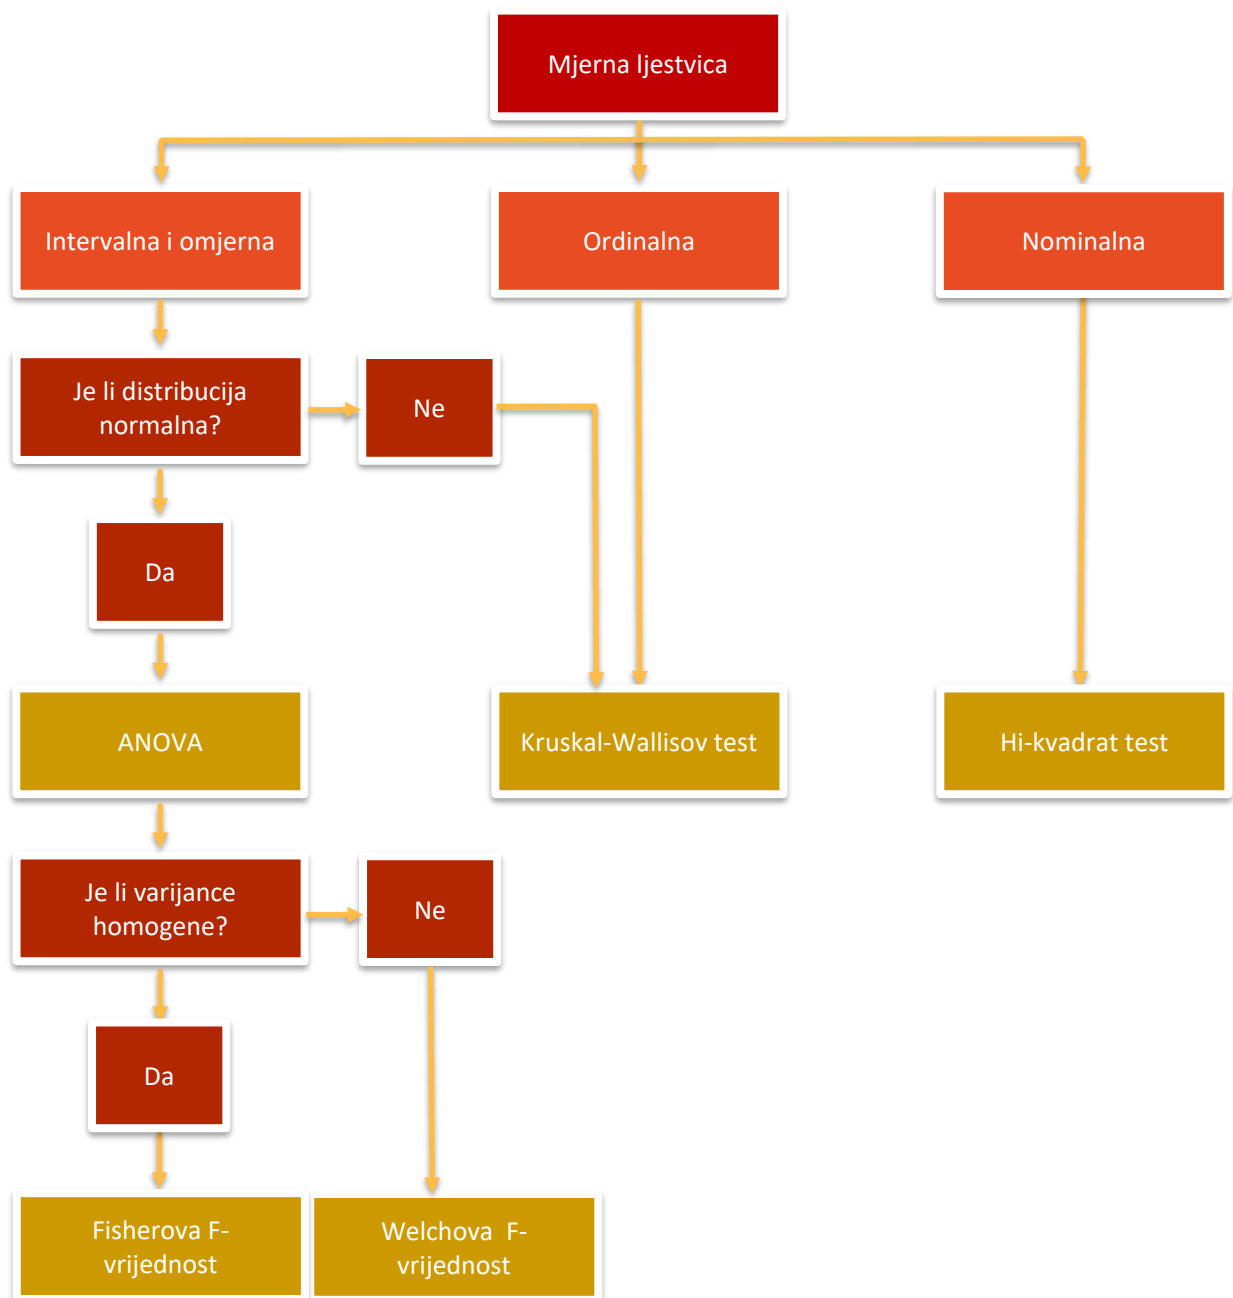 Mjerna ljestvica
Intervalna i omjerna
Ordinalna
Nominalna
Je li distribucija
normalna?
Ne
Da
ANOVA
Kruskal-Wallisov test
Hi-kvadrat test
Je li varijance
homogene?
Ne
Da
Fisherova F-
vrijednost
Welchova  F-
vrijednost